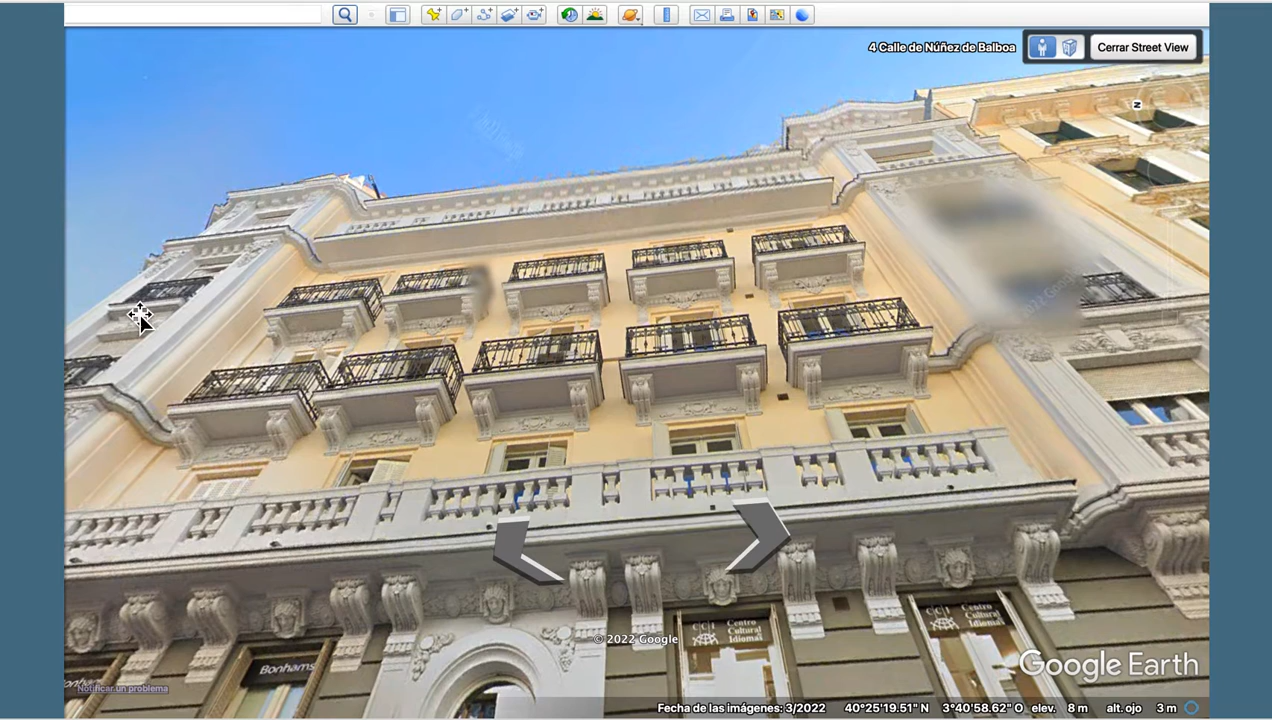 4 Calle de Núñez de Balboa
Cerrar Street View
N
© 2022 Google
Bonhams
CCI Centro
Cultural
Idiomas
CCI Centro
Cultural
Idiomas
Google Earth
Notificar un problema
Fecha de las imágenes: 3/2022 40°25'19.51" N 3°40'58.62" O elev. 8 m alt. ojo 3 m